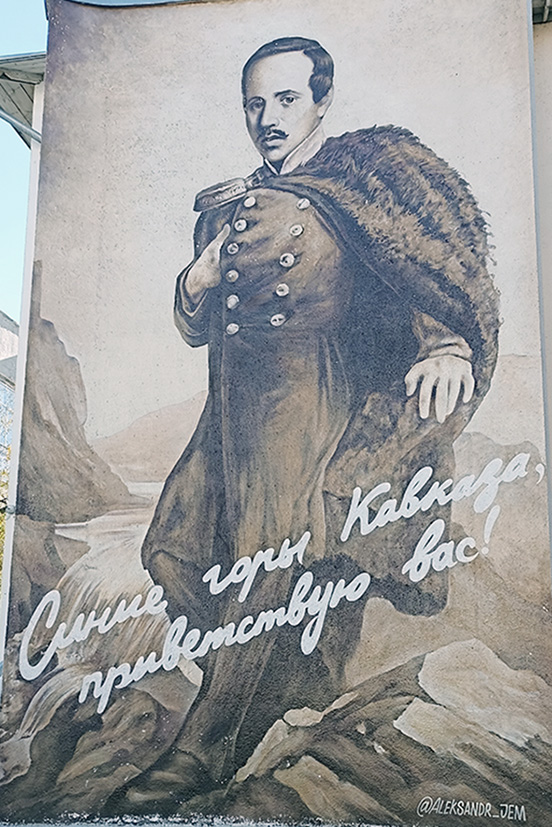 Синие горы Кавказа,
приветствую вас!
@ALEKSANDR_JEM